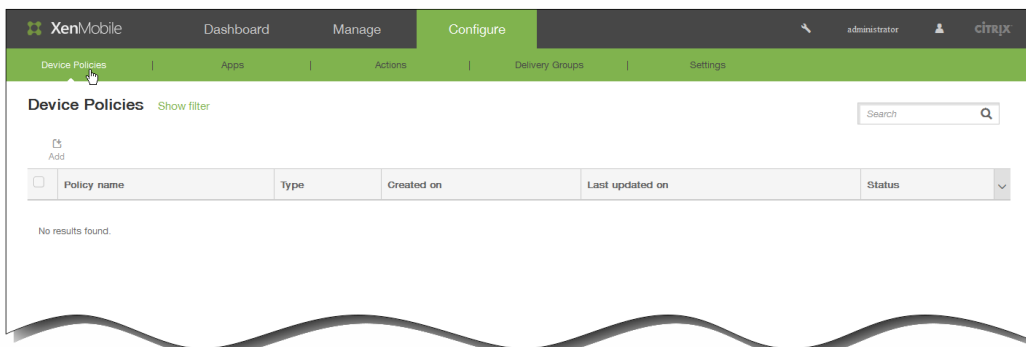 XenMobile Dashboard Manage Configure administrator CITRIX
Device Policies | Apps | Actions | Delivery Groups | Settings
Device Policies Show filter Search
Add
Policy name Type Created on Last updated on Status
No results found.